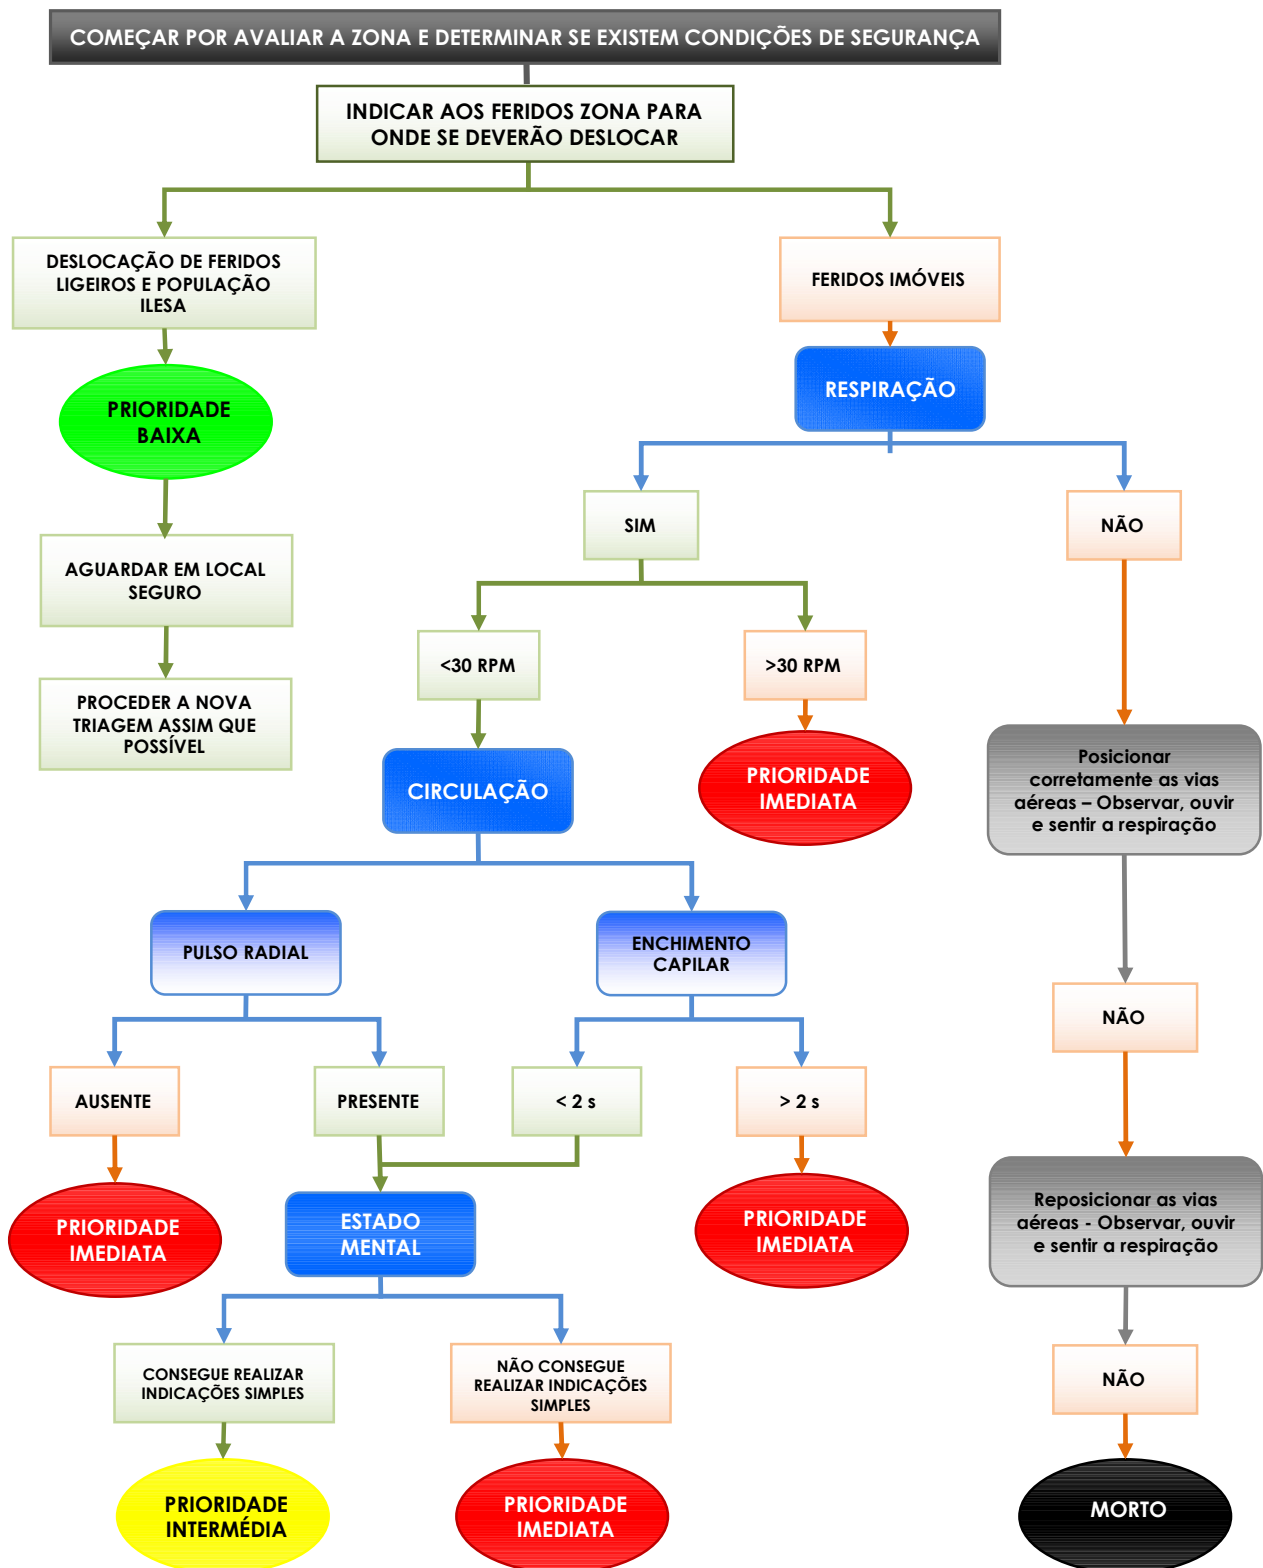 COMEÇAR POR AVALIAR A ZONA E DETERMINAR SE EXISTEM CONDIÇÕES DE SEGURANÇA
INDICAR AOS FERIDOS ZONA PARA
ONDE SE DEVERÃO DESLOCAR
DESLOCAÇÃO DE FERIDOS
LIGEIROS E POPULAÇÃO
ILESA
FERIDOS IMÓVEIS
RESPIRAÇÃO
PRIORIDADE
BAIXA
SIM
NÃO
AGUARDAR EM LOCAL
SEGURO
<30 RPM
>30 RPM
PROCEDER A NOVA
TRIAGEM ASSIM QUE
POSSÍVEL
CIRCULAÇÃO
PRIORIDADE
IMEDIATA
Posicionar
corretamente as vias
aéreas – Observar, ouvir
e sentir a respiração
PULSO RADIAL
ENCHIMENTO
CAPILAR
NÃO
AUSENTE
PRESENTE
< 2 s
> 2 s
PRIORIDADE
IMEDIATA
ESTADO
MENTAL
PRIORIDADE
IMEDIATA
Reposicionar as vias
aéreas - Observar, ouvir
e sentir a respiração
CONSEGUE REALIZAR
INDICAÇÕES SIMPLES
NÃO CONSEGUE
REALIZAR INDICAÇÕES
SIMPLES
NÃO
PRIORIDADE
INTERMÉDIA
PRIORIDADE
IMEDIATA
MORTO